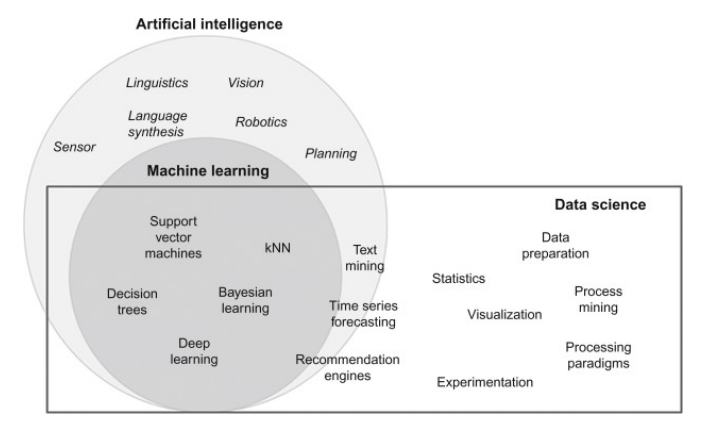 Artificial intelligence
Linguistics
Vision
Language
synthesis
Robotics
Sensor
Planning
Machine learning
Data science
Support
vector
machines
kNN
Text
mining
Data
preparation
Statistics
Decision
trees
Bayesian
learning
Time series
forecasting
Visualization
Process
mining
Deep
learning
Recommendation
engines
Processing
paradigms
Experimentation